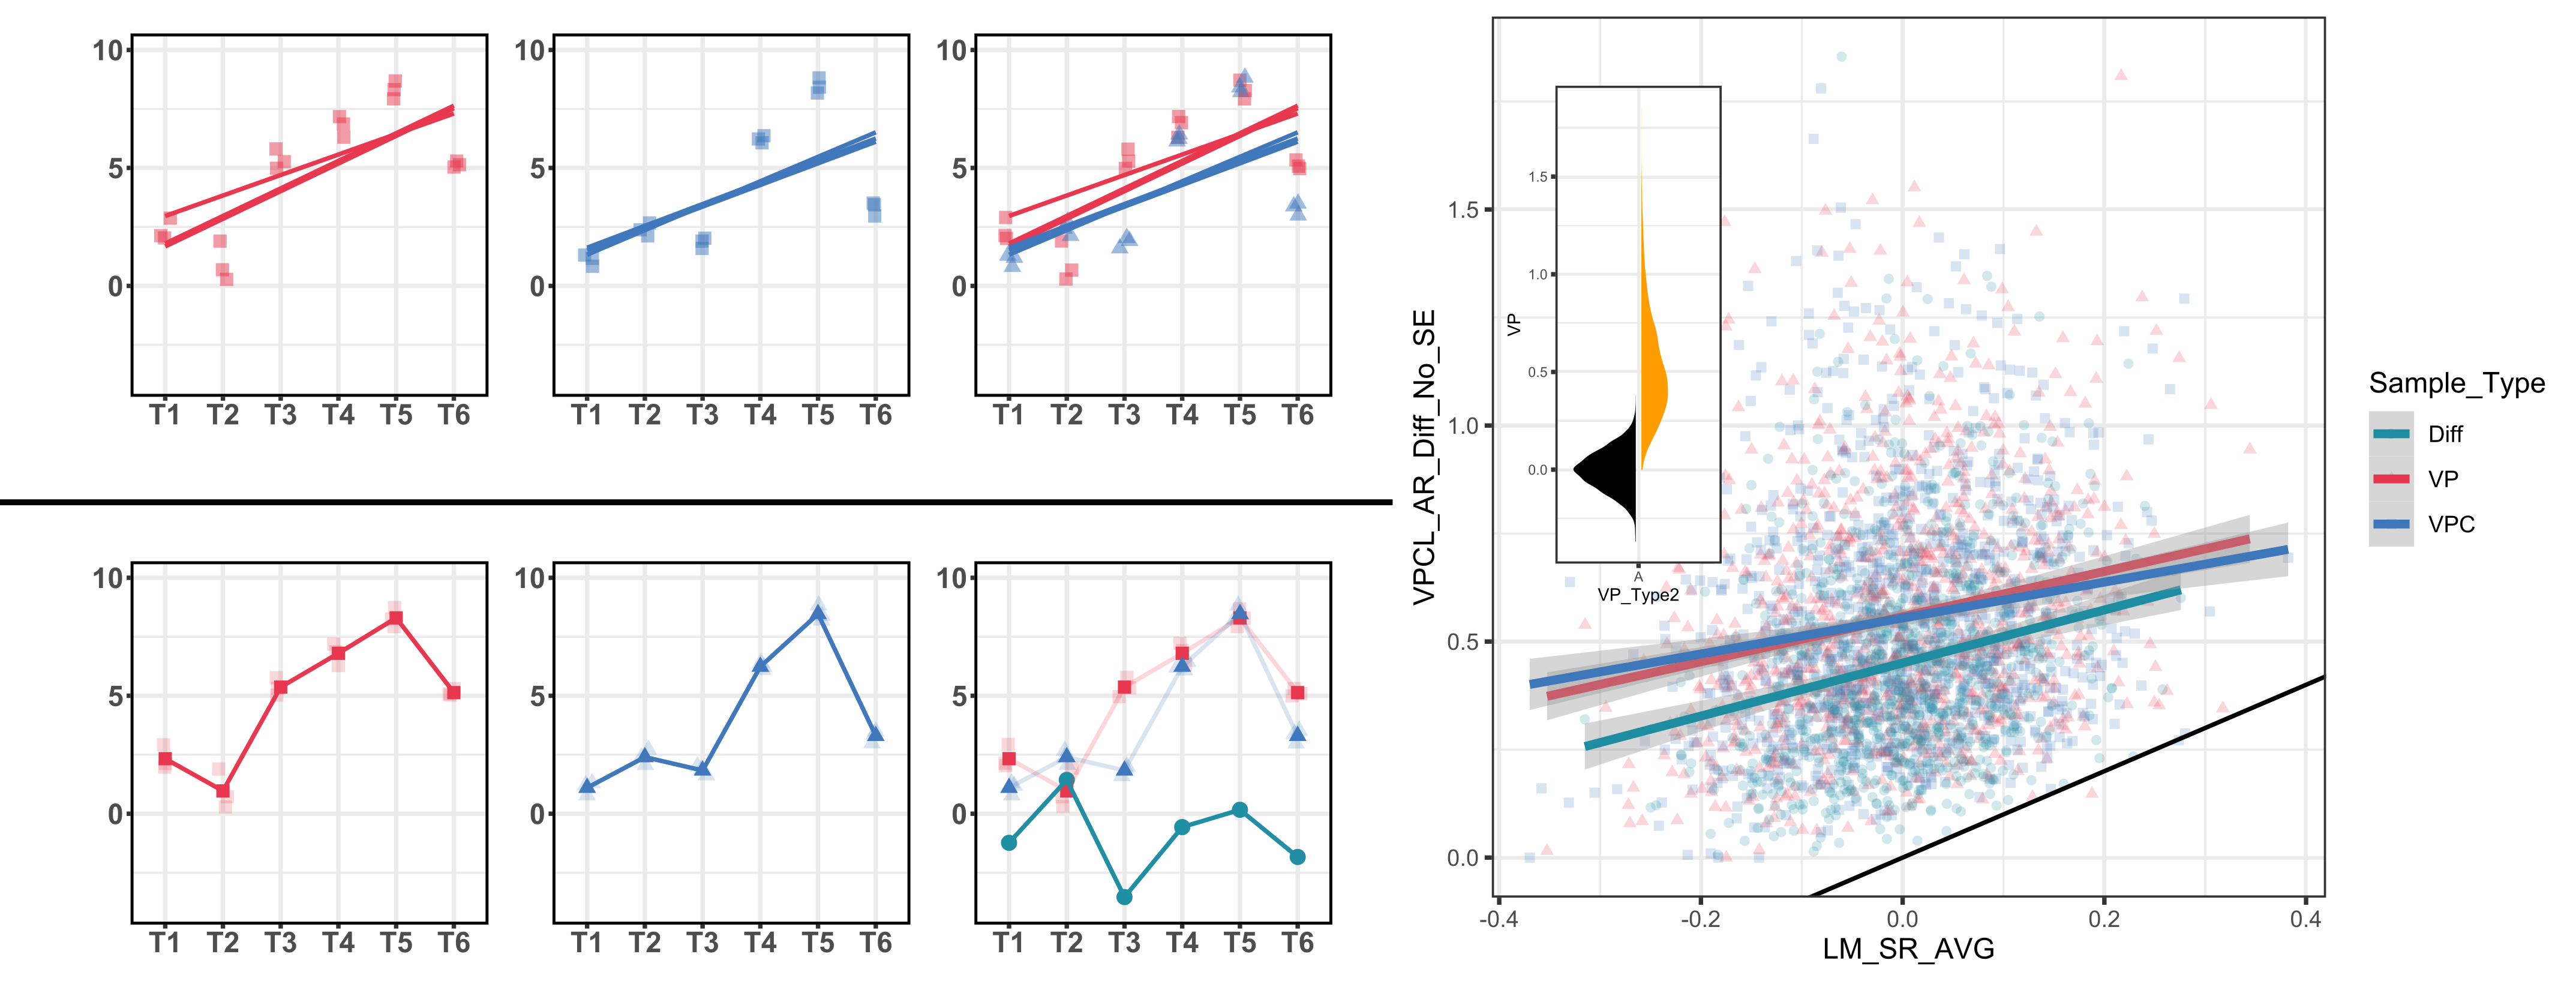 10
5
0
T1 T2 T3 T4 T5 T6
10
5
0
T1 T2 T3 T4 T5 T6
10
5
0
T1 T2 T3 T4 T5 T6
10
5
0
T1 T2 T3 T4 T5 T6
10
5
0
T1 T2 T3 T4 T5 T6
10
5
0
T1 T2 T3 T4 T5 T6
VPCL_AR_Diff_No_SE
1.5
1.0
0.5
0.0
-0.4 -0.2 0.0 0.2 0.4
LM_SR_AVG
VP
1.5
1.0
0.5
0.0
A
VP_Type2
Sample_Type
Diff
VP
VPC